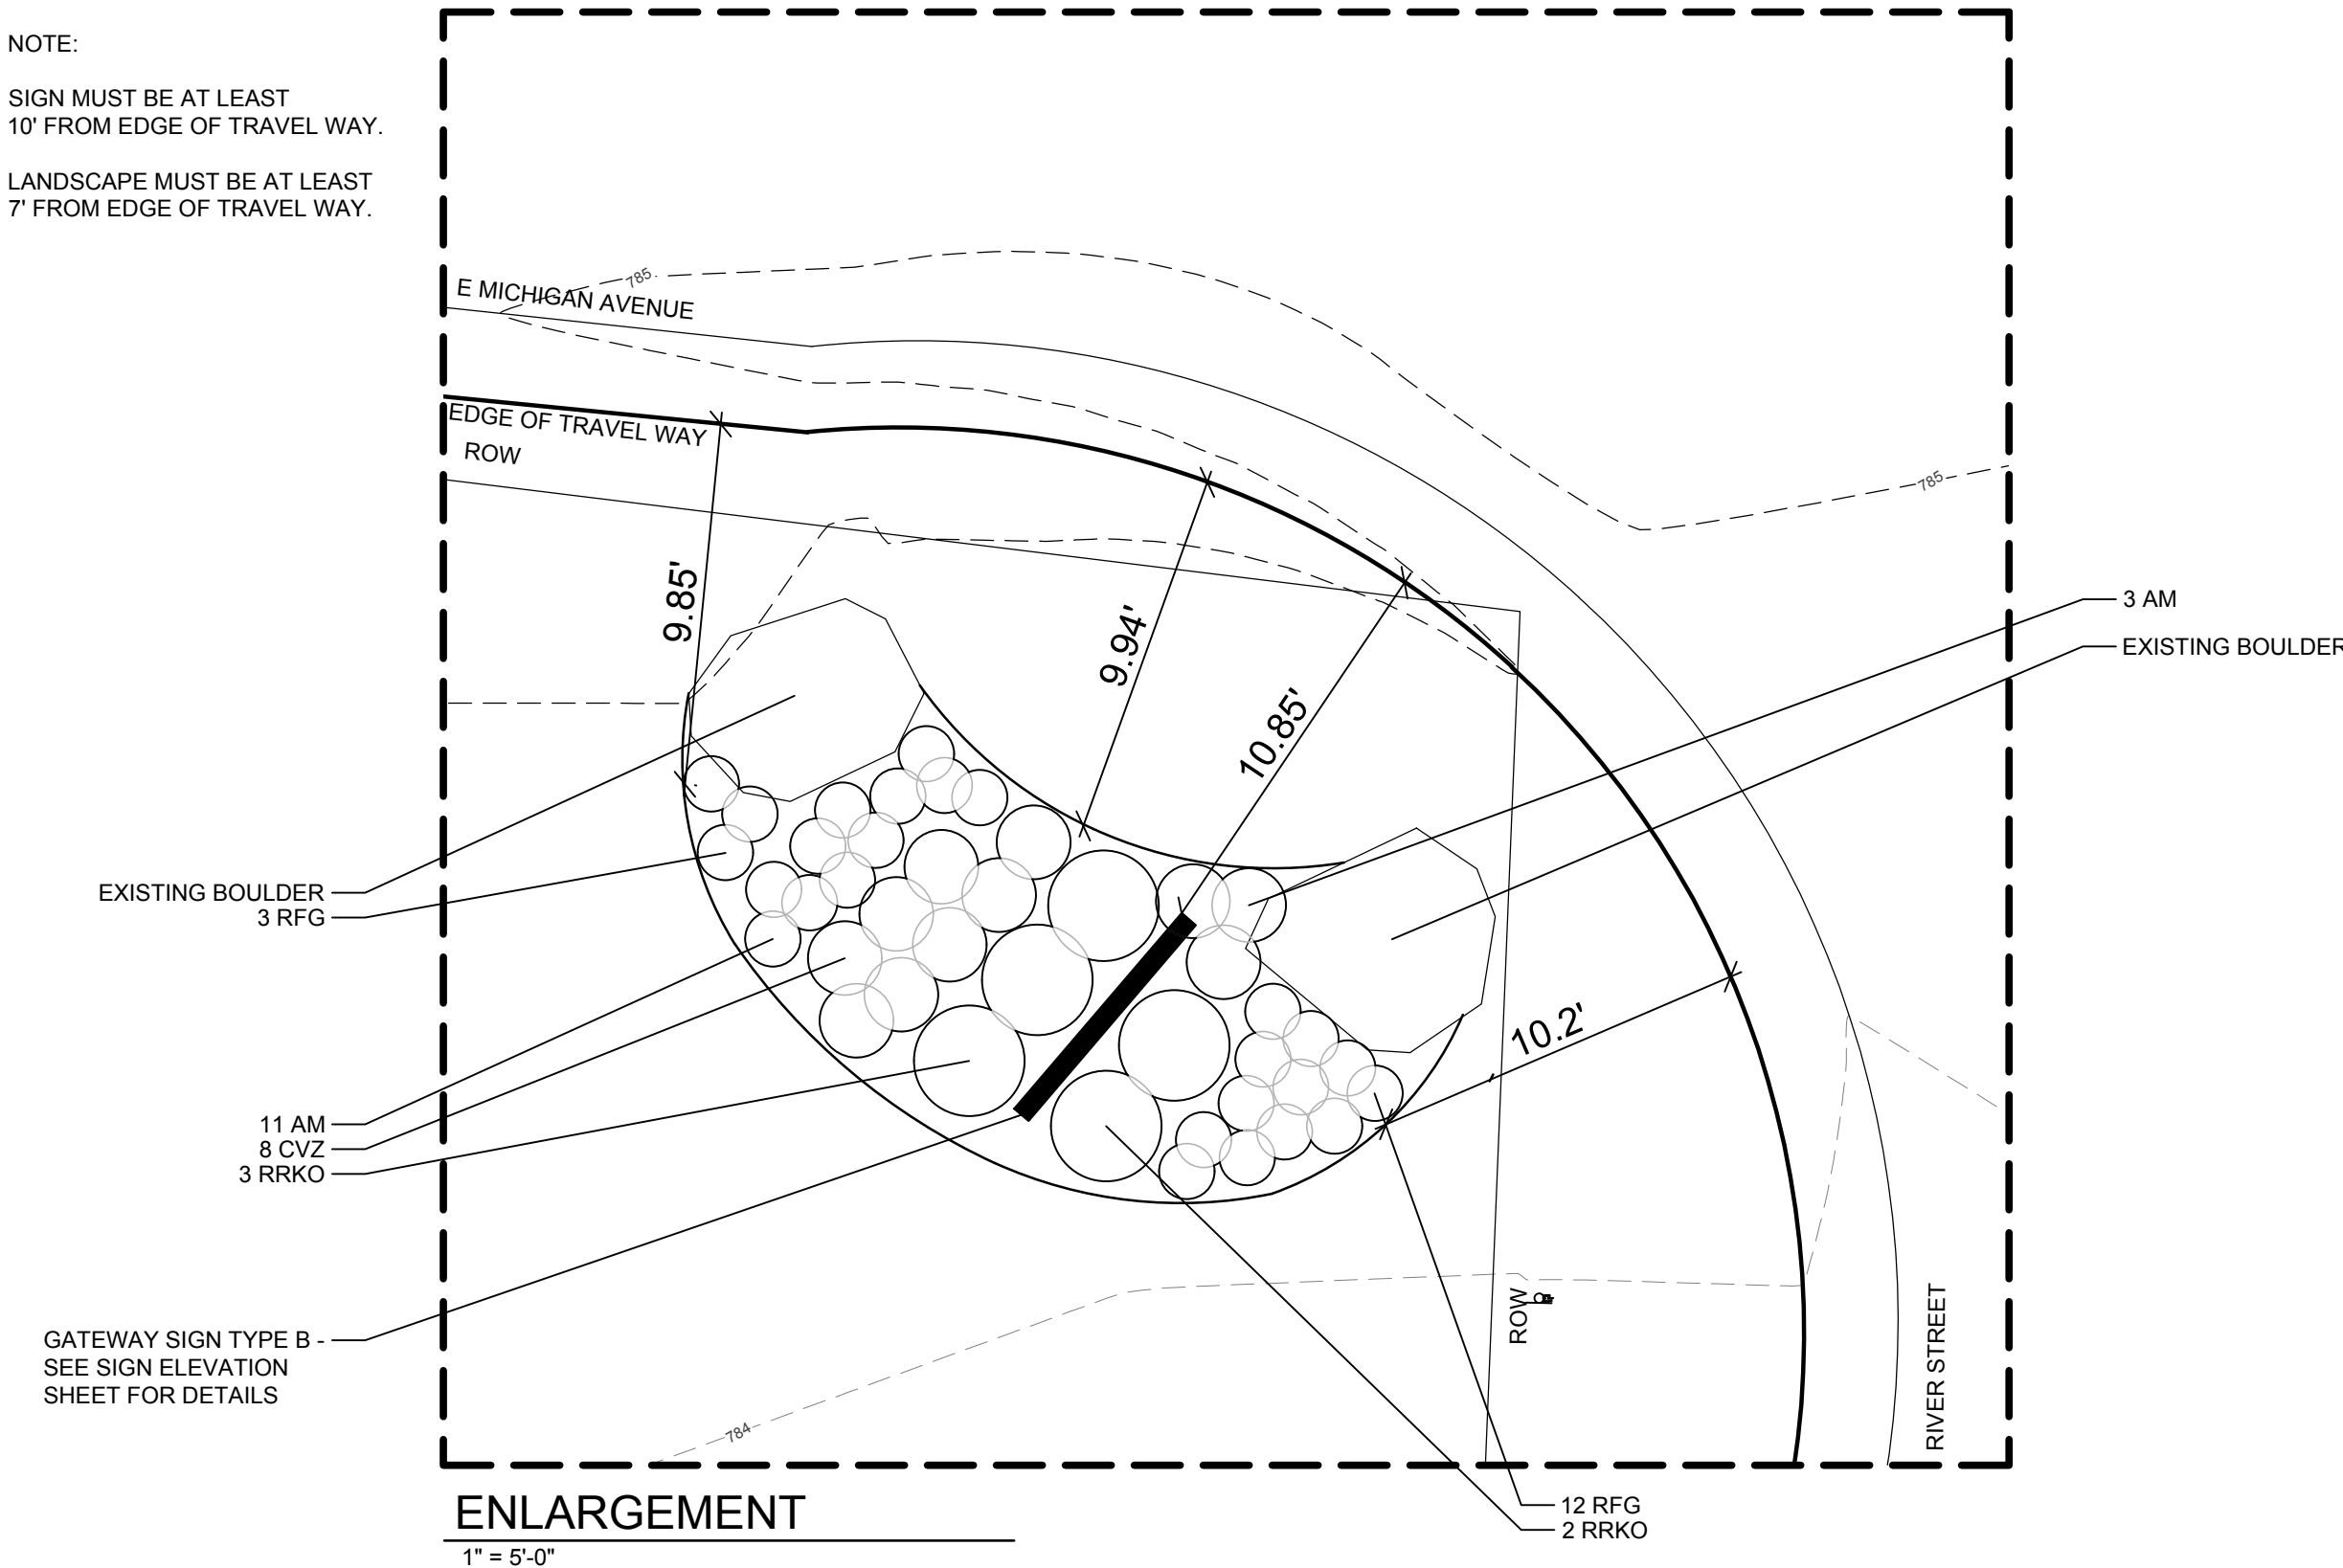 NOTE:
SIGN MUST BE AT LEAST
10' FROM EDGE OF TRAVEL WAY.
LANDSCAPE MUST BE AT LEAST
7' FROM EDGE OF TRAVEL WAY.
785
E MICHIGAN AVENUE
EDGE OF TRAVEL WAY
ROW
785
9.85'
9.94'
10.85'
10.2'
3 AM
EXISTING BOULDER
EXISTING BOULDER
3 RFG
11 AM
8 CVZ
3 RRKO
GATEWAY SIGN TYPE B -
SEE SIGN ELEVATION
SHEET FOR DETAILS
784
ROW
RIVER STREET
12 RFG
2 RRKO
ENLARGEMENT
1" = 5'-0"